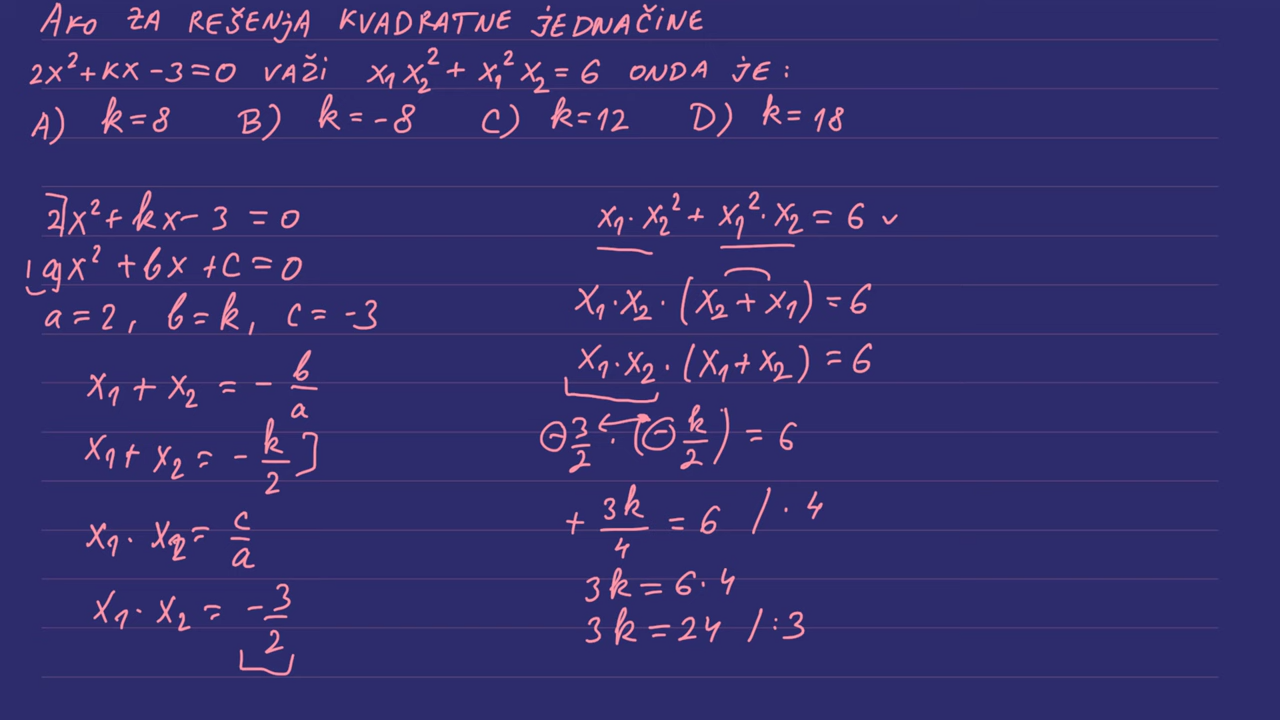 AKO ZA REŠENJA KVADRATNE JEDNAČINE
2x²+kx-3=0 VAŽI x₁x₂²+x₁²x₂=6 ONDA JE:
A) k=8 B) k=-8 C) k=12 D) k=18
2x²+kx-3=0
ax²+bx+c=0
a=2, b=k, c=-3
x₁+x₂=-b/a
x₁+x₂=-k/2
x₁·x₂=c/a
x₁·x₂=-3/2
x₁·x₂²+x₁²·x₂=6
x₁·x₂·(x₂+x₁)=6
x₁·x₂·(x₁+x₂)=6
-3/2·(-k/2)=6
+3k/4=6 /·4
3k=6·4
3k=24 /:3